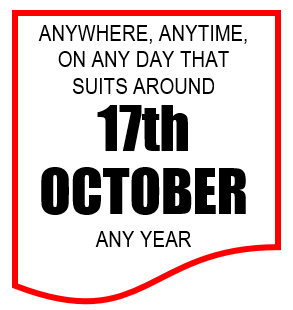 ANYWHERE, ANYTIME,
ON ANY DAY THAT
SUITS AROUND
17th
OCTOBER
ANY YEAR